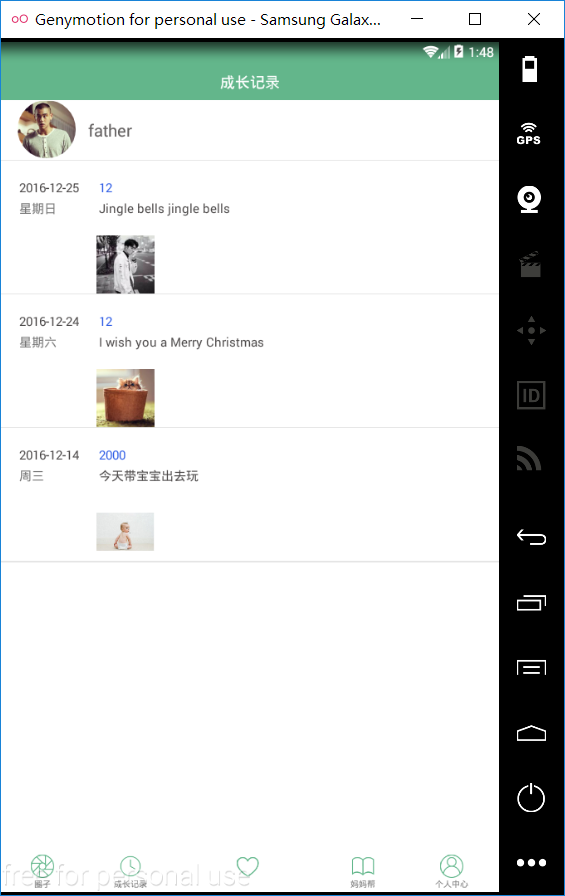 Genymotion for personal use - Samsung Galax...
1:48
成长记录
father
2016-12-25 12
星期日 Jingle bells jingle bells
2016-12-24 12
星期六 I wish you a Merry Christmas
2016-12-14 2000
周三 今天带宝宝出去玩
GPS
ID
free for personal use
圈子 成长记录 妈妈帮 个人中心